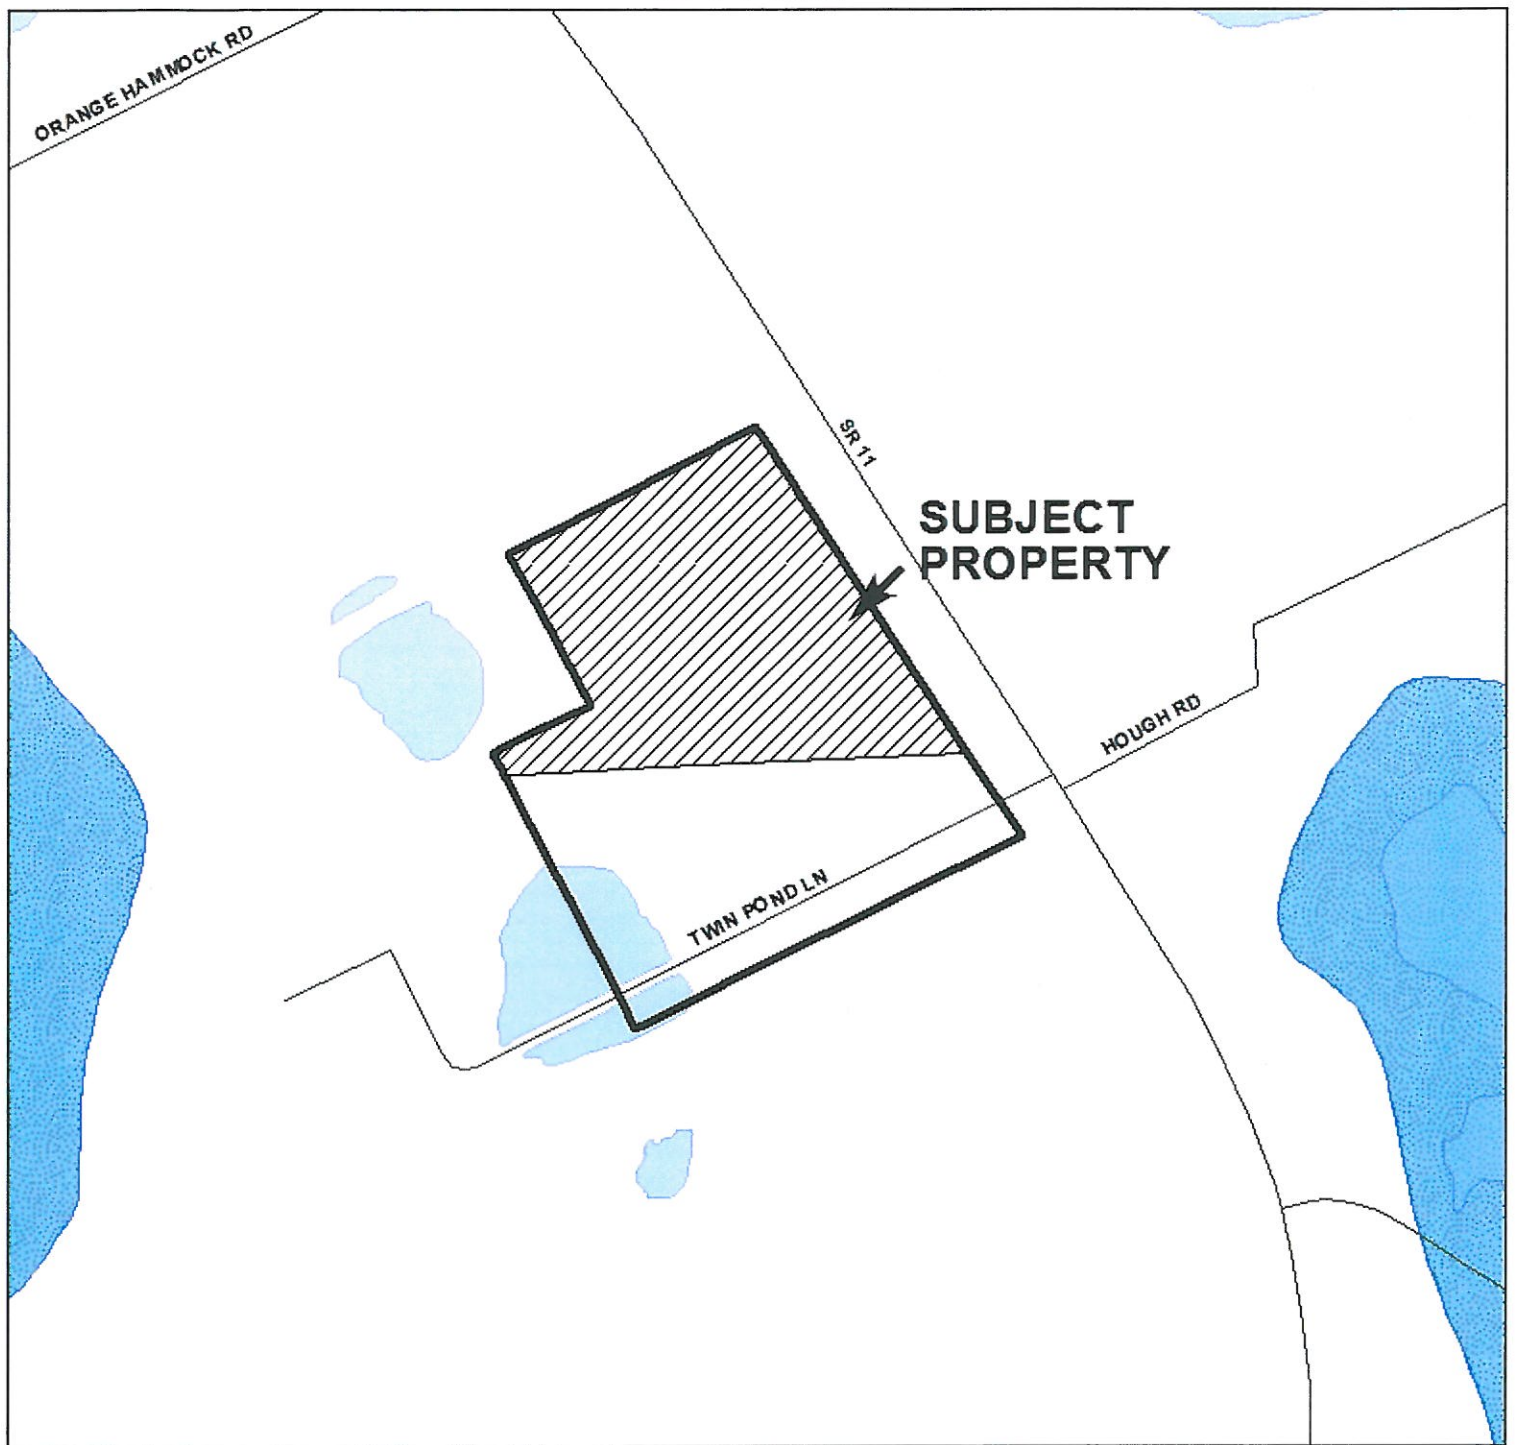 ORANGE HAMMOCK RD
SR 11
SUBJECT
PROPERTY
HOUGH RD
TWIN POND LN